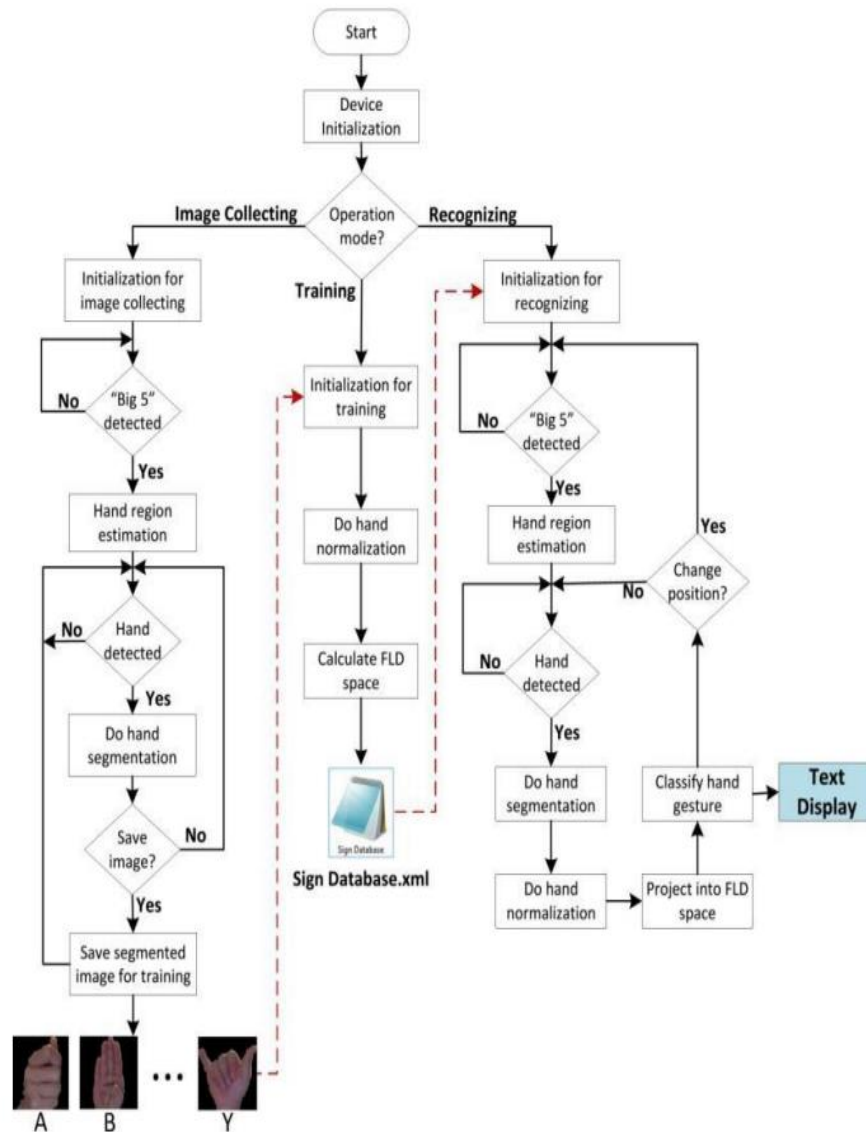 Start
Device
Initialization
Operation
mode?
Image Collecting
Training
Recognizing
Initialization for
image collecting
"Big 5"
detected
No
Yes
Hand region
estimation
Hand
detected
No
Yes
Do hand
segmentation
Save
image?
No
Yes
Save segmented
image for training
A
B
Y
Initialization for
training
Do hand
normalization
Calculate FLD
space
Sign Database
Sign Database.xml
Initialization for
recognizing
"Big 5"
detected
No
Yes
Hand region
estimation
Hand
detected
No
Yes
Do hand
segmentation
Do hand
normalization
Project into FLD
space
Classify hand
gesture
Text
Display
Change
position?
No
Yes